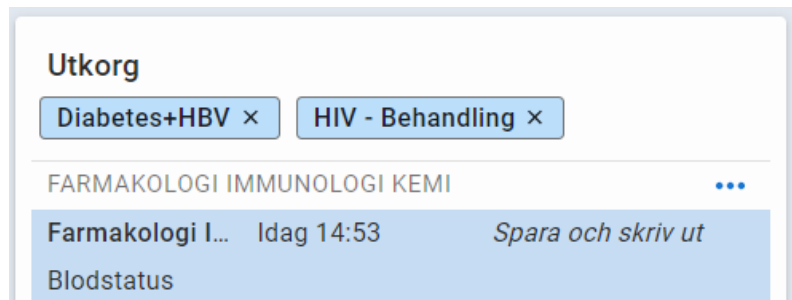 Utkorg
Diabetes+HBV × HIV - Behandling ×
FARMAKOLOGI IMMUNOLOGI KEMI •••
Farmakologi I... Idag 14:53 Spara och skriv ut
Blodstatus